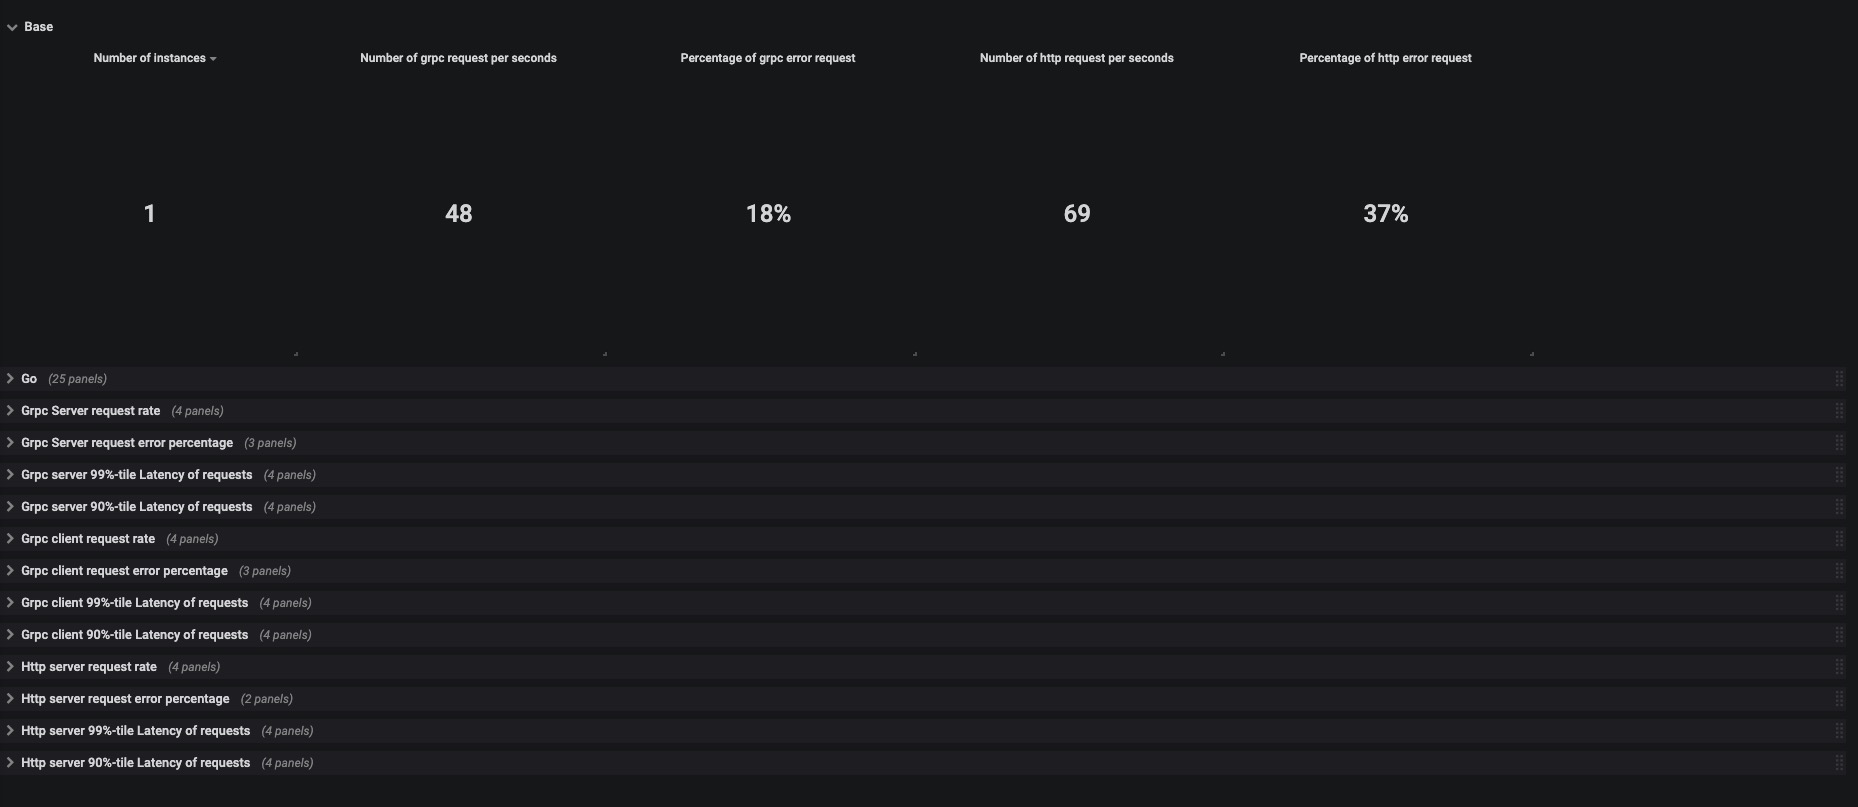 Base
Number of instances
Number of grpc request per seconds
Percentage of grpc error request
Number of http request per seconds
Percentage of http error request
1
48
18%
69
37%
Go (25 panels)
Grpc Server request rate (4 panels)
Grpc Server request error percentage (3 panels)
Grpc server 99%-tile Latency of requests (4 panels)
Grpc server 90%-tile Latency of requests (4 panels)
Grpc client request rate (4 panels)
Grpc client request error percentage (3 panels)
Grpc client 99%-tile Latency of requests (4 panels)
Grpc client 90%-tile Latency of requests (4 panels)
Http server request rate (4 panels)
Http server request error percentage (2 panels)
Http server 99%-tile Latency of requests (4 panels)
Http server 90%-tile Latency of requests (4 panels)